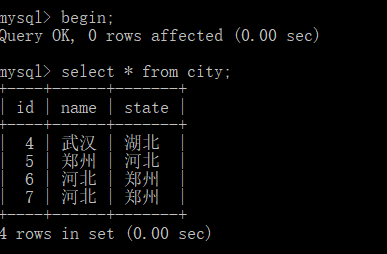 mysql> begin;
Query OK, 0 rows affected (0.00 sec)
mysql> select * from city;
+----+------+-------+
| id | name | state |
+----+------+-------+
| 4 | 武汉 | 湖北 |
| 5 | 郑州 | 河北 |
| 6 | 河北 | 郑州 |
| 7 | 河北 | 郑州 |
+----+------+-------+
4 rows in set (0.00 sec)